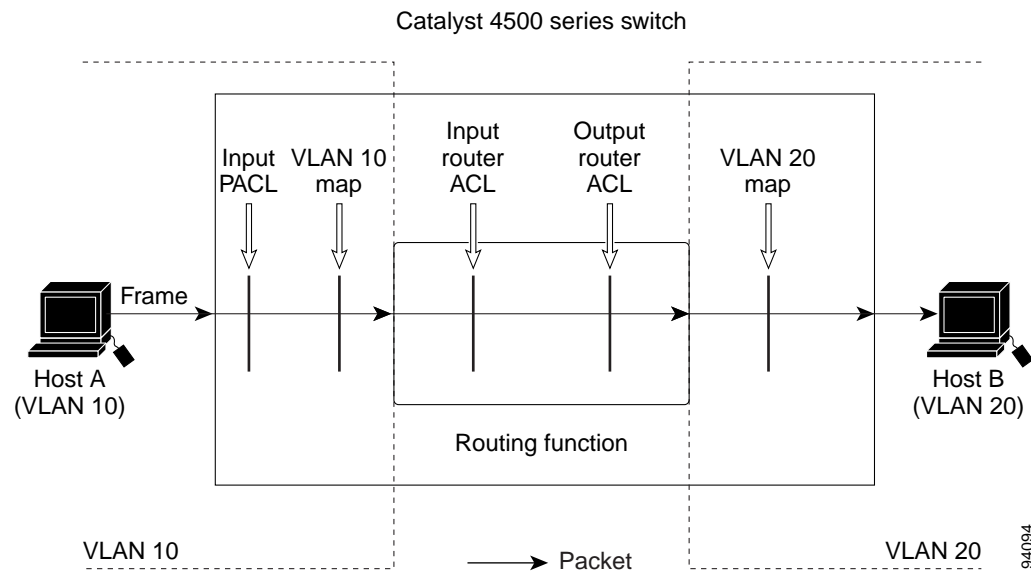 Catalyst 4500 series switch
Input
PACL
VLAN 10
map
Input
router
ACL
Output
router
ACL
VLAN 20
map
Frame
Host A
(VLAN 10)
Host B
(VLAN 20)
Routing function
VLAN 10
Packet
VLAN 20
94094